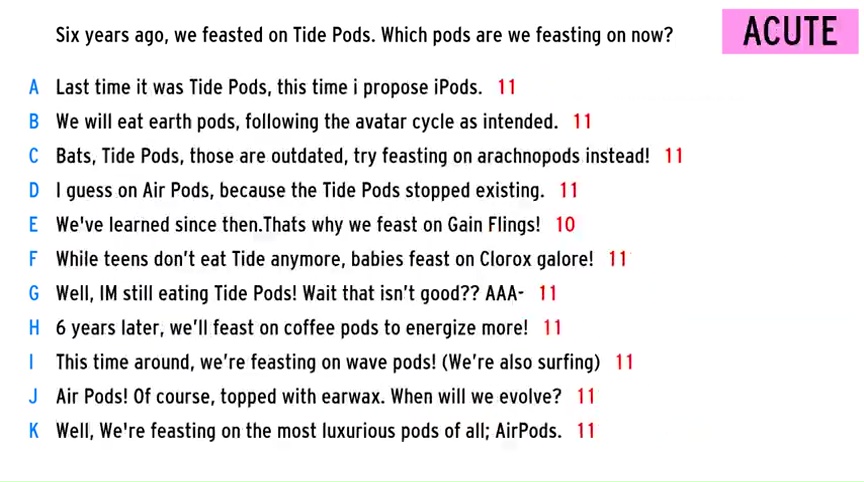 Six years ago, we feasted on Tide Pods. Which pods are we feasting on now?
ACUTE
A Last time it was Tide Pods, this time i propose iPods. 11
B We will eat earth pods, following the avatar cycle as intended. 11
C Bats, Tide Pods, those are outdated, try feasting on arachnopods instead! 11
D I guess on Air Pods, because the Tide Pods stopped existing. 11
E We've learned since then.Thats why we feast on Gain Flings! 10
F While teens don't eat Tide anymore, babies feast on Clorox galore! 11
G Well, IM still eating Tide Pods! Wait that isn't good?? AAA- 11
H 6 years later, we'll feast on coffee pods to energize more! 11
I This time around, we're feasting on wave pods! (We're also surfing) 11
J Air Pods! Of course, topped with earwax. When will we evolve? 11
K Well, We're feasting on the most luxurious pods of all; AirPods. 11